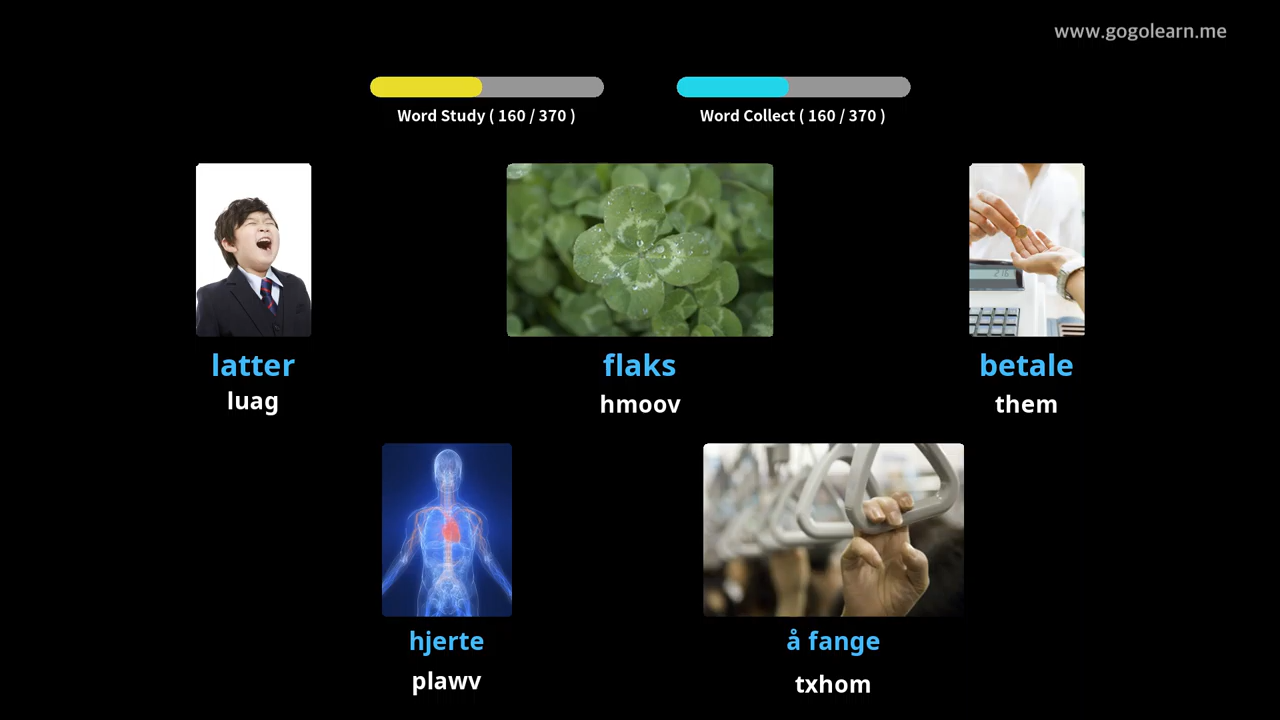 www.gogolearn.me
Word Study ( 160 / 370 )
Word Collect ( 160 / 370 )
latter
luag
flaks
hmoov
betale
them
hjerte
plawv
å fange
txhom